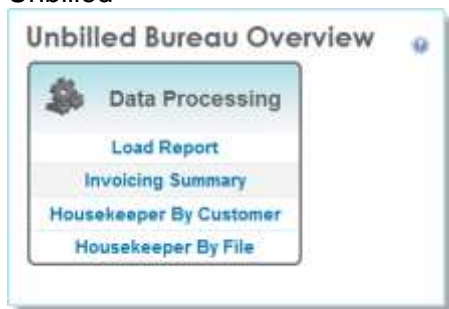 Unbilled
Unbilled Bureau Overview
Data Processing
Load Report
Invoicing Summary
Housekeeper By Customer
Housekeeper By File